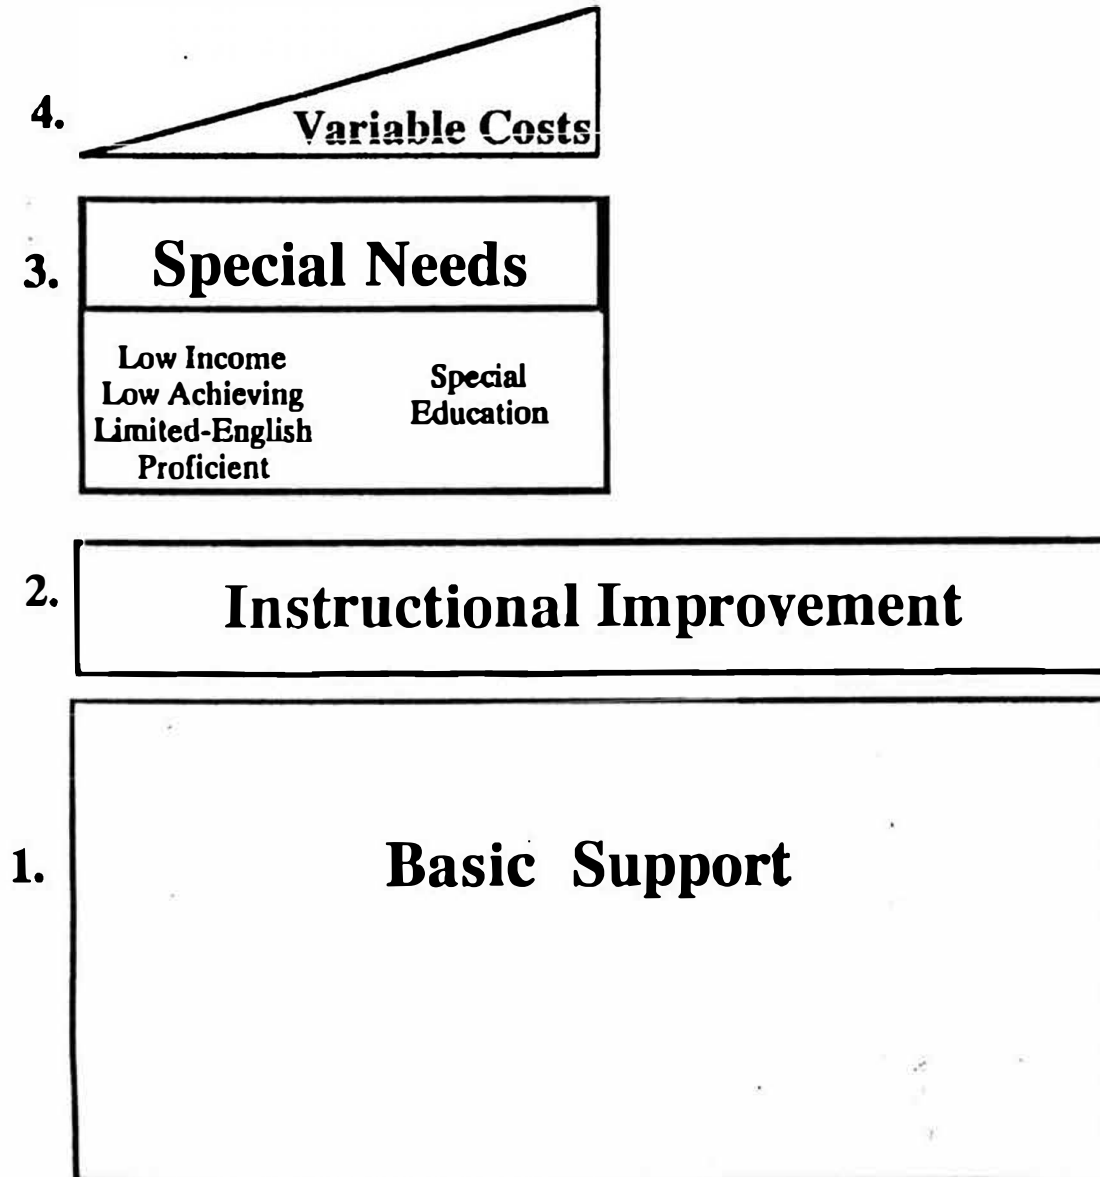 4.
Variable Costs
3.
Special Needs
Low Income
Low Achieving
Limited-English
Proficient
Special
Education
2.
Instructional Improvement
1.
Basic Support